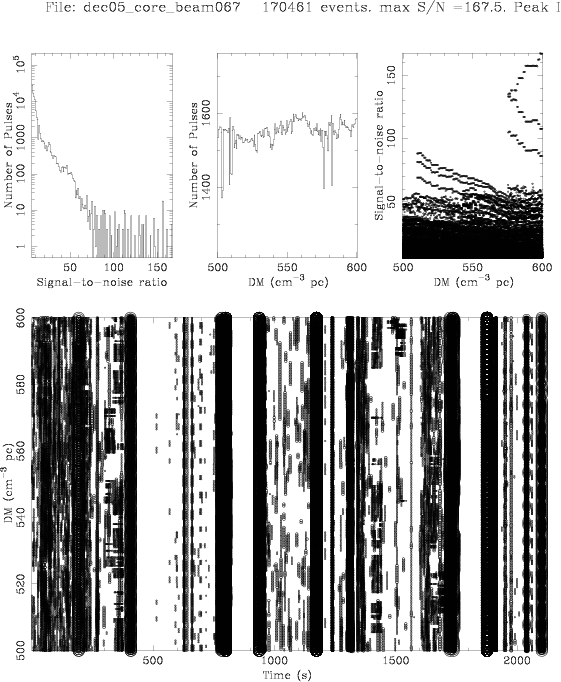 File: dec05_core_beam067 170461 events. max S/N =167.5. Peak I
Number of Pulses
10⁵
10⁴
1000
100
10
1
50 100 150
Signal-to-noise ratio
Number of Pulses
1600
1400
500 550 600
DM (cm⁻³ pc)
Signal-to-noise ratio
150
100
50
500 550 600
DM (cm⁻³ pc)
DM (cm⁻³ pc)
600
580
560
540
520
500
500 1000 1500 2000
Time (s)